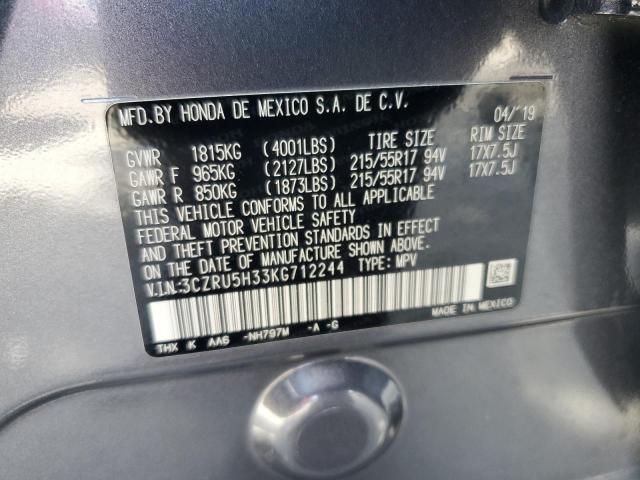 MFD.BY HONDA DE MEXICO S.A. DE C.V. 04/'19
GVWR 1815KG (4001LBS) TIRE SIZE RIM SIZE
GAWR F 965KG (2127LBS) 215/55R17 94V 17X7.5J
GAWR R 850KG (1873LBS) 215/55R17 94V 17X7.5J
THIS VEHICLE CONFORMS TO ALL APPLICABLE
FEDERAL MOTOR VEHICLE SAFETY
AND THEFT PREVENTION STANDARDS IN EFFECT
ON THE DATE OF MANUFACTURE SHOWN ABOVE.
V.I.N.:3CZRU5H33KG712244 TYPE: MPV
MADE IN MEXICO
THX K AA6 -NH797M -A -G